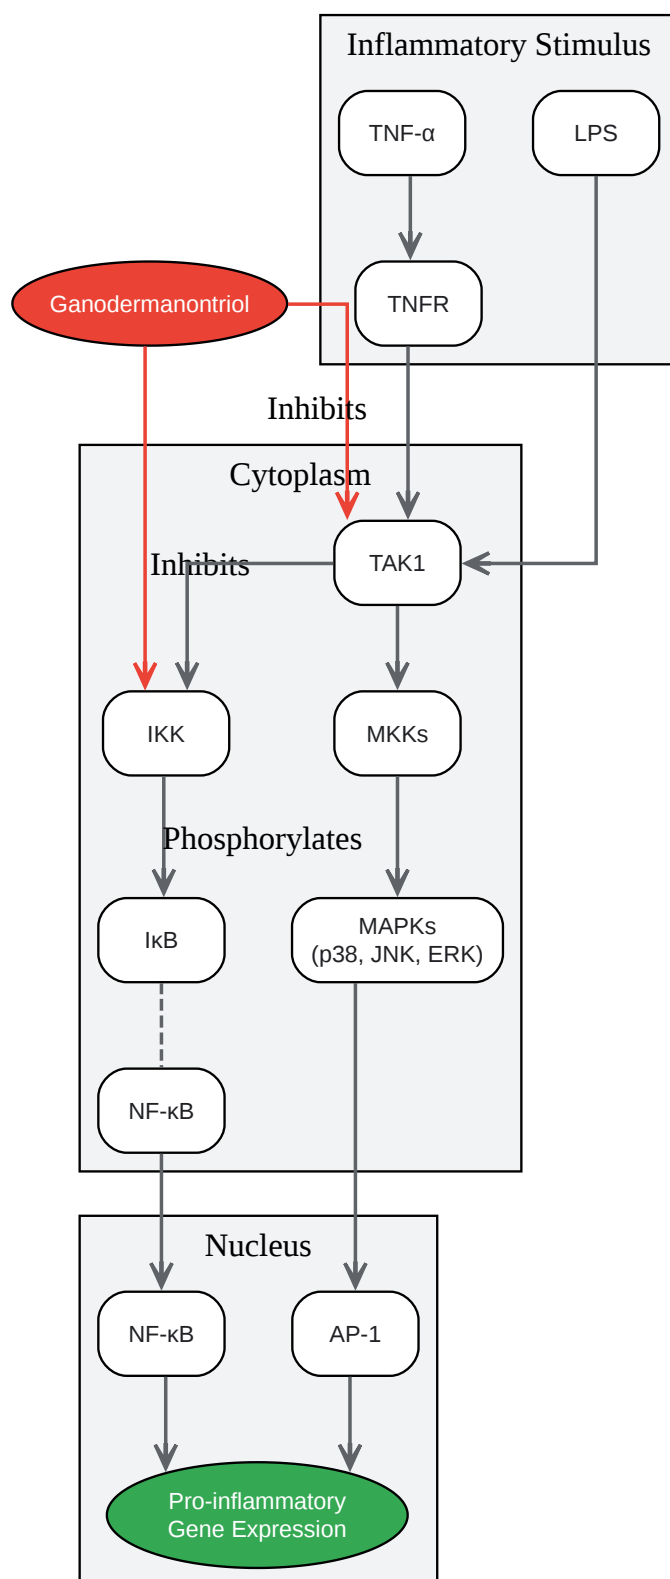 Inflammatory Stimulus
TNF-α
LPS
Ganodermanontriol
TNFR
Inhibits
Cytoplasm
TAK1
Inhibits
IKK
MKKs
Phosphorylates
IκB
MAPKs
(p38, JNK, ERK)
NF-κB
Nucleus
NF-κB
AP-1
Pro-inflammatory
Gene Expression